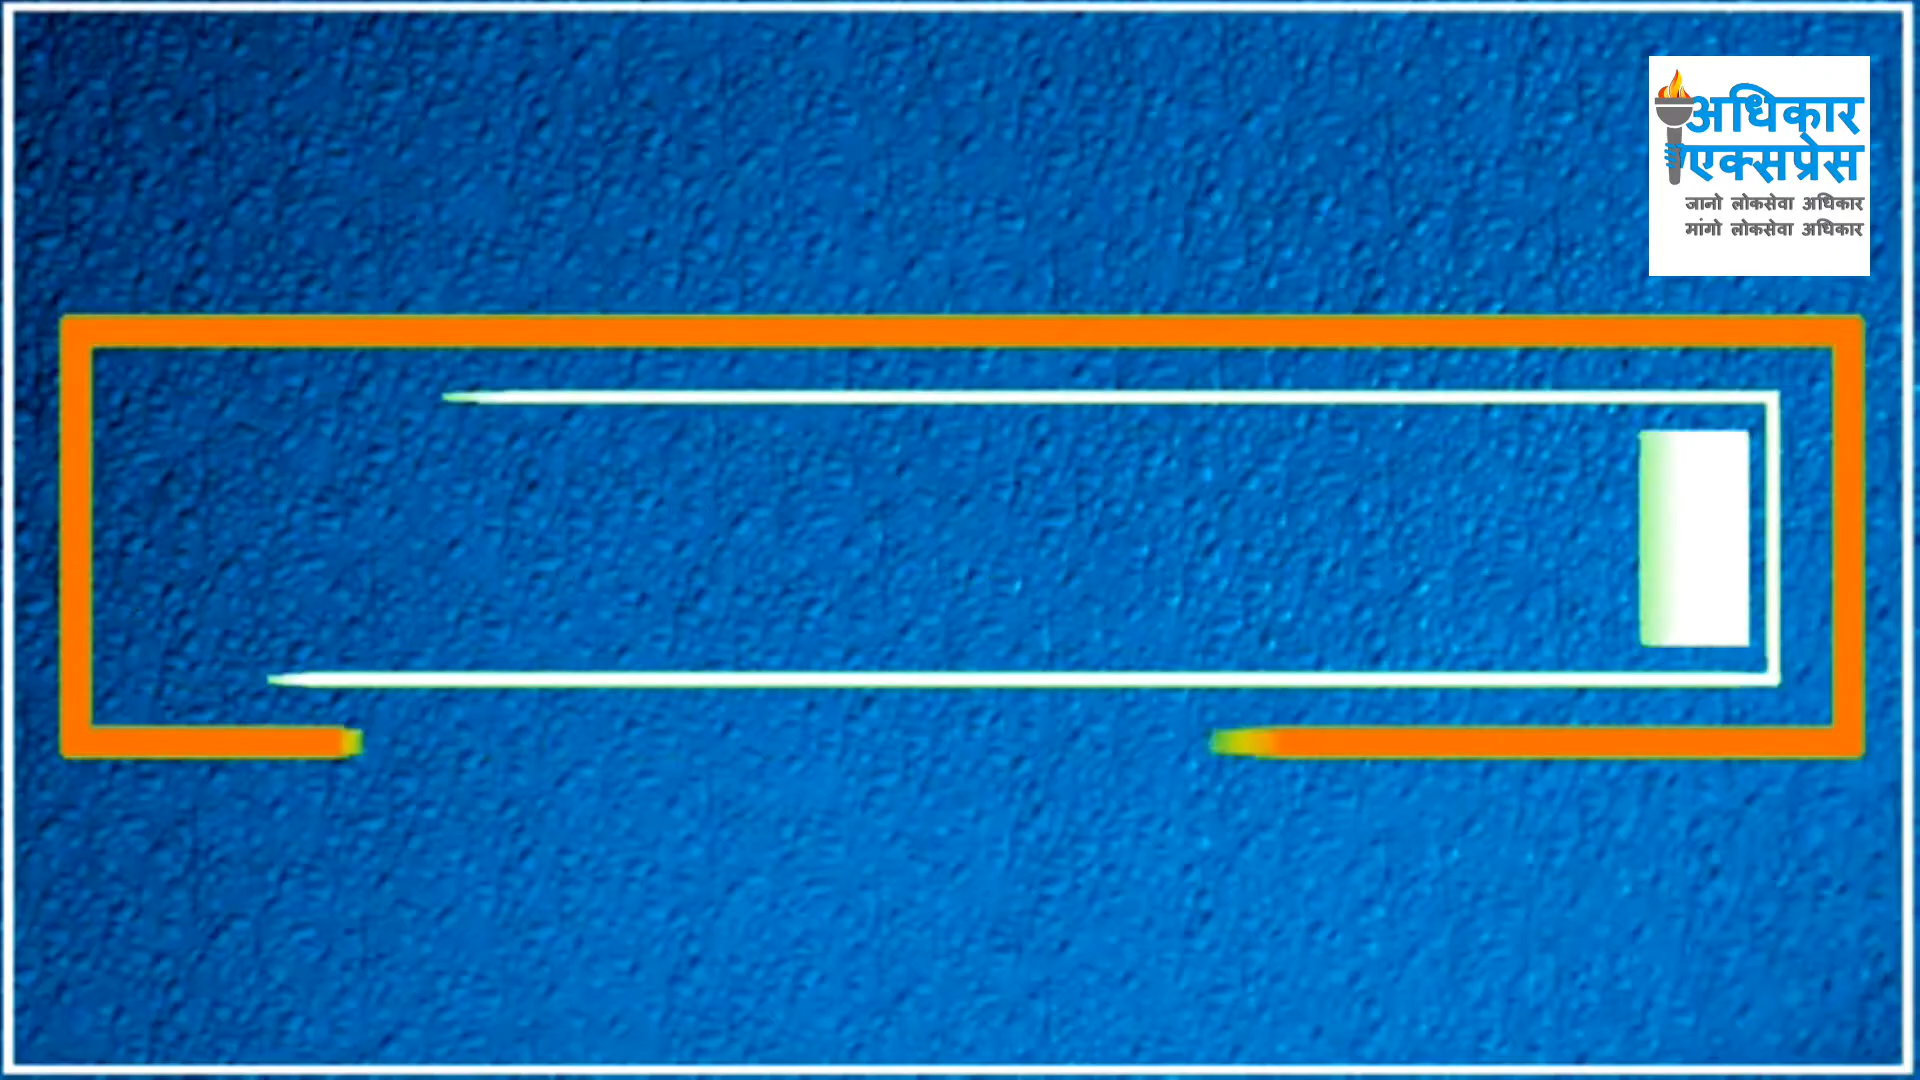 अधिकार
एक्सप्रेस
जानो लोकसेवा अधिकार
मांगो लोकसेवा अधिकार